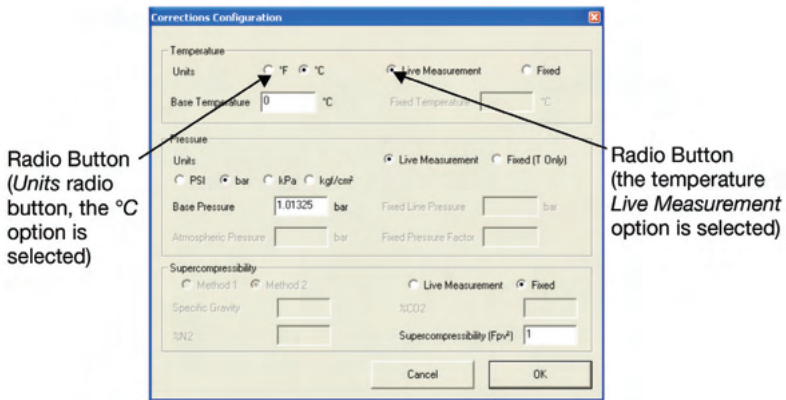 Corrections Configuration
Temperature
Units °F °C Live Measurement Fixed
Base Temperature 0 °C Fixed Temperature °C
Pressure
Units Live Measurement Fixed (T Only)
PSI bar kPa kgf/cm²
Base Pressure 1.01325 bar Fixed Line Pressure bar
Atmospheric Pressure bar Fixed Pressure Factor
Supercompressibility
Method 1 Method 2 Live Measurement Fixed
Specific Gravity %CO2
%N2 Supercompressibility (Fpv²) 1
Cancel OK
Radio Button
(Units radio
button, the °C
option is
selected)
Radio Button
(the temperature
Live Measurement
option is selected)